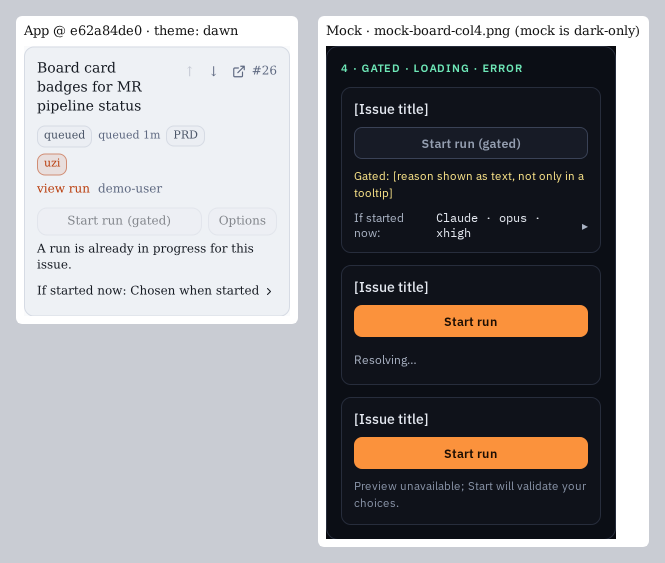 App @ e62a84de0 · theme: dawn
Board card
badges for MR
pipeline status
↑ ↓ #26
queued queued 1m PRD
uzi
view run demo-user
Start run (gated) Options
A run is already in progress for this
issue.
If started now: Chosen when started ›
Mock · mock-board-col4.png (mock is dark-only)
4 · GATED · LOADING · ERROR
[Issue title]
Start run (gated)
Gated: [reason shown as text, not only in a
tooltip]
If started
now:
Claude · opus ·
xhigh
▸
[Issue title]
Start run
Resolving…
[Issue title]
Start run
Preview unavailable; Start will validate your
choices.